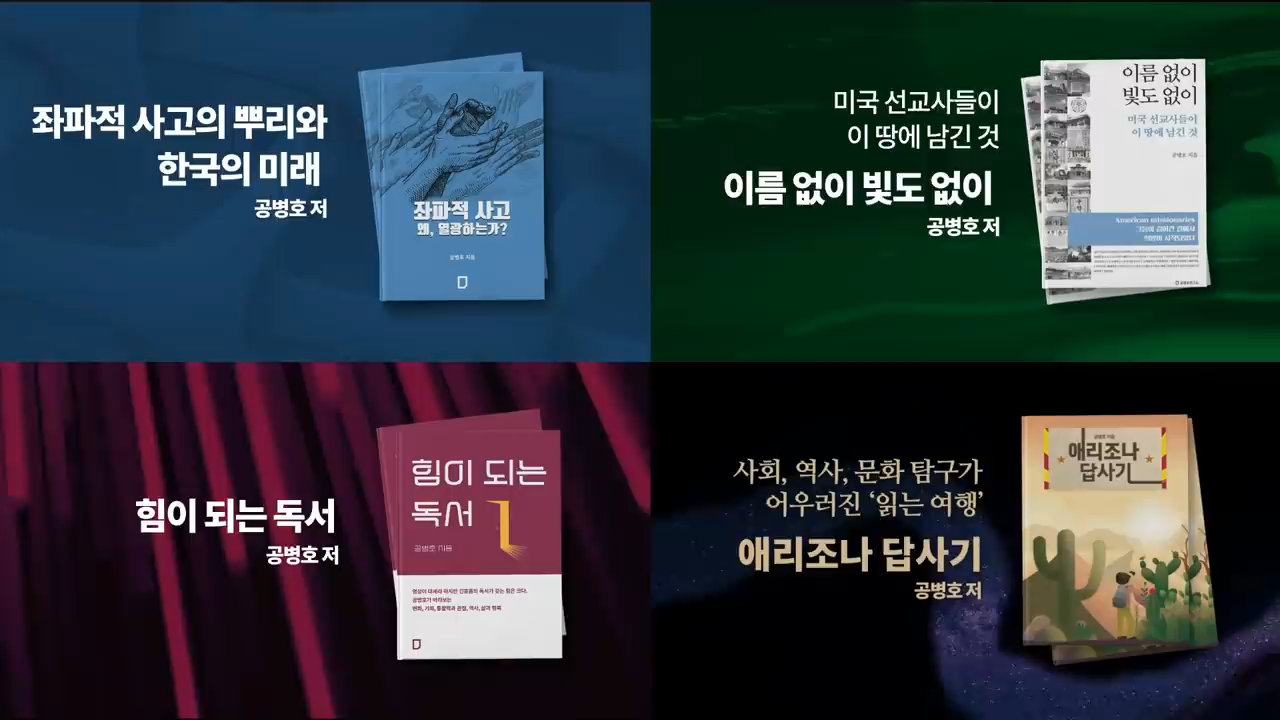 좌파적 사고의 뿌리와
한국의 미래
공병호 저
좌파적 사고
왜, 열광하는가?
공병호 지음
미국 선교사들이
이 땅에 남긴 것
이름 없이 빛도 없이
공병호 저
이름 없이
빛도 없이
미국 선교사들이
이 땅에 남긴 것
공병호 지음
American missionaries
힘이 되는 독서
공병호 저
힘이 되는
독서
공병호 지음
사회, 역사, 문화 탐구가
어우러진 ‘읽는 여행’
애리조나 답사기
공병호 저
공병호 지음
애리조나
답사기